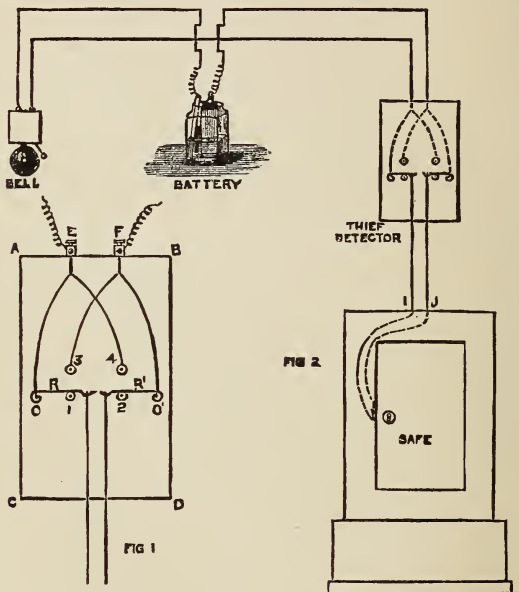 BELL
BATTERY
THIEF
DETECTOR
E F
A B
3 4
R R'
O 1 2 O'
C D
FIG 1
I J
FIG 2
SAFE